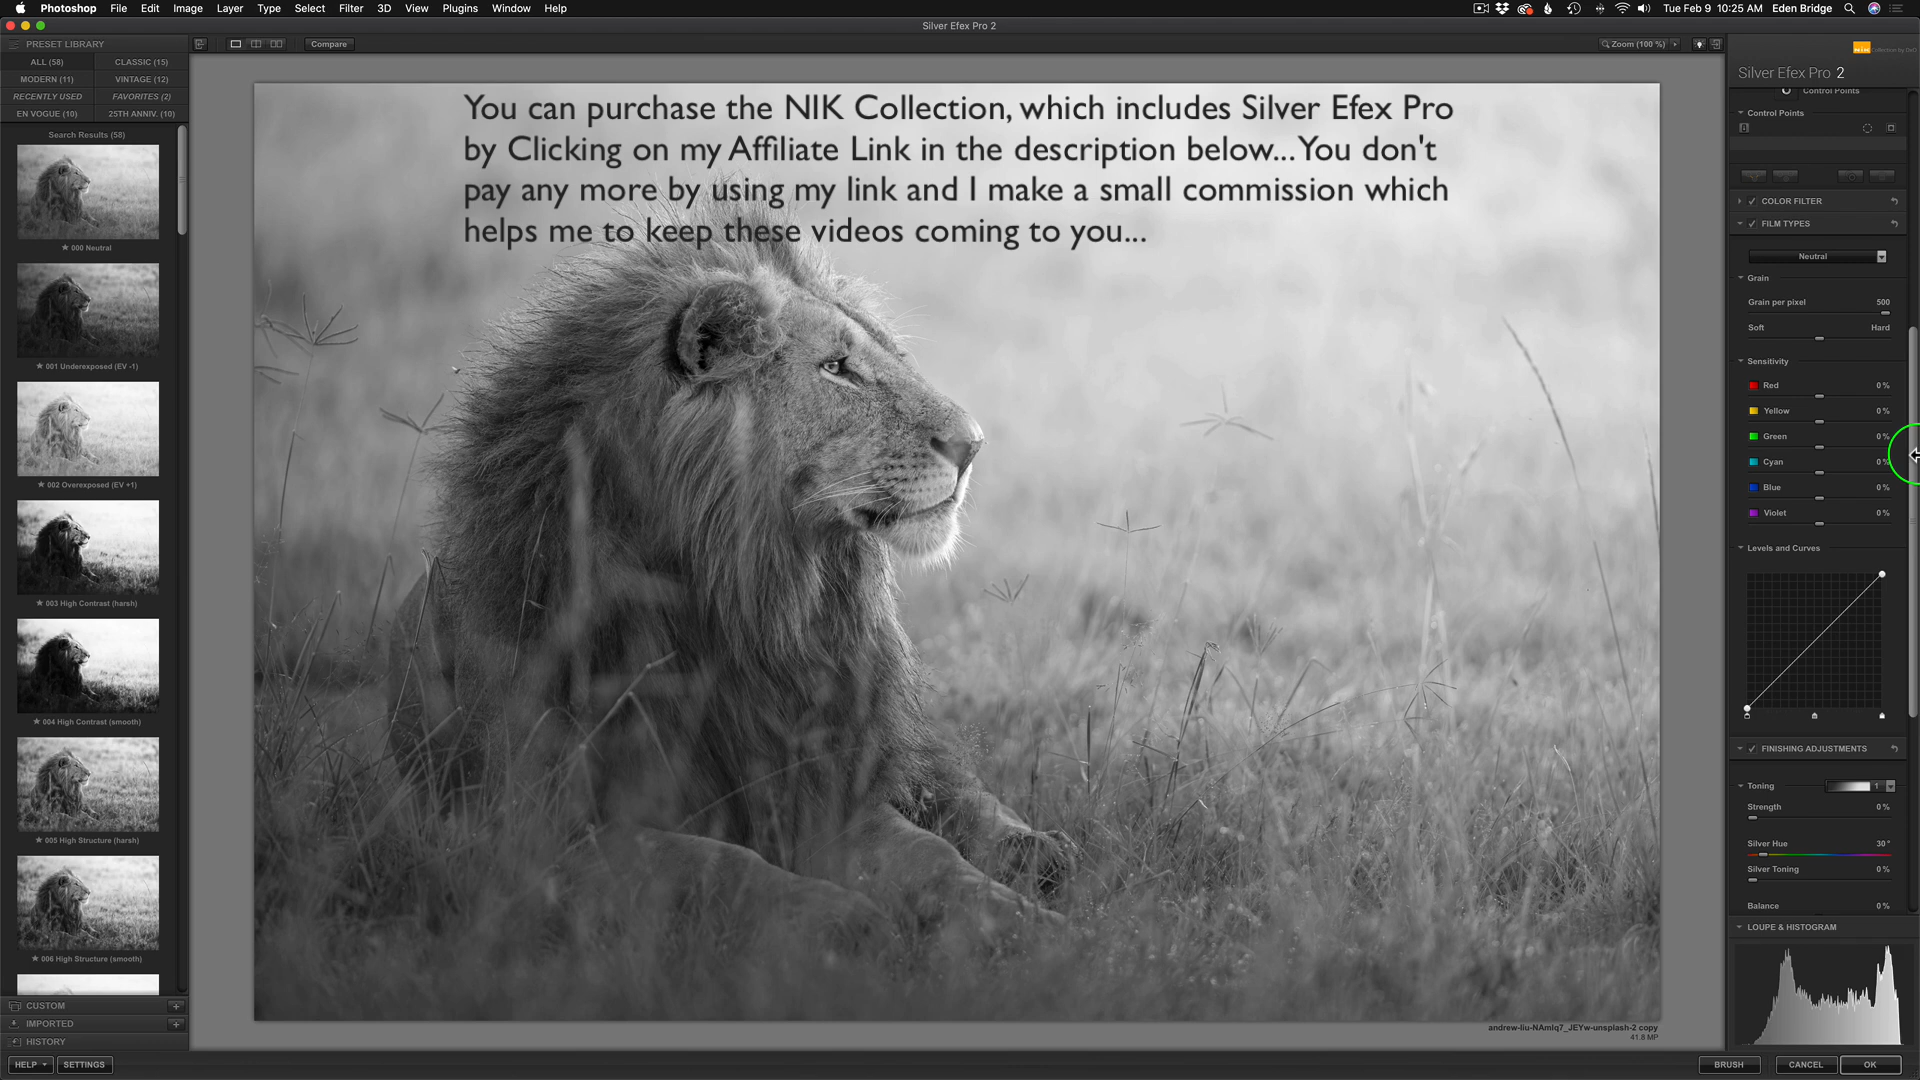 Photoshop File Edit Image Layer Type Select Filter 3D View Plugins Window Help
Tue Feb 9 10:25 AM Eden Bridge
Silver Efex Pro 2
PRESET LIBRARY
Compare
Zoom (100 %)
ALL (58) CLASSIC (15)
MODERN (11) VINTAGE (12)
RECENTLY USED FAVORITES (2)
EN VOGUE (10) 25TH ANNIV. (10)
Search Results (58)
000 Neutral
001 Underexposed (EV -1)
002 Overexposed (EV +1)
003 High Contrast (harsh)
004 High Contrast (smooth)
005 High Structure (harsh)
006 High Structure (smooth)
CUSTOM
IMPORTED
HISTORY
HELP SETTINGS
You can purchase the NIK Collection, which includes Silver Efex Pro
by Clicking on my Affiliate Link in the description below...You don't
pay any more by using my link and I make a small commission which
helps me to keep these videos coming to you...
andrew-liu-NAmIq7_JEYw-unsplash-2 copy
41.8 MP
Silver Efex Pro 2
Control Points
Control Points
COLOR FILTER
FILM TYPES
Neutral
Grain
Grain per pixel 500
Soft Hard
Sensitivity
Red 0 %
Yellow 0 %
Green 0 %
Cyan 0 %
Blue 0 %
Violet 0 %
Levels and Curves
FINISHING ADJUSTMENTS
Toning 1
Strength 0 %
Silver Hue 30 °
Silver Toning 0 %
Balance 0 %
LOUPE & HISTOGRAM
BRUSH CANCEL OK